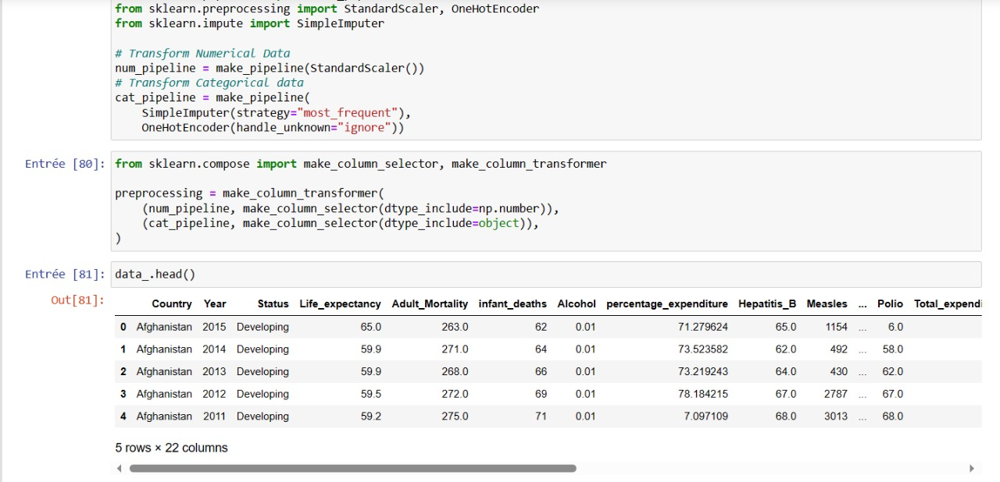 from sklearn.preprocessing import StandardScaler, OneHotEncoder
from sklearn.impute import SimpleImputer
# Transform Numerical Data
num_pipeline = make_pipeline(StandardScaler())
# Transform Categorical data
cat_pipeline = make_pipeline(
    SimpleImputer(strategy="most_frequent"),
    OneHotEncoder(handle_unknown="ignore"))
Entrée [80]: from sklearn.compose import make_column_selector, make_column_transformer
preprocessing = make_column_transformer(
    (num_pipeline, make_column_selector(dtype_include=np.number)),
    (cat_pipeline, make_column_selector(dtype_include=object)),
)
Entrée [81]: data_.head()
Out[81]:
Country Year Status Life_expectancy Adult_Mortality infant_deaths Alcohol percentage_expenditure Hepatitis_B Measles ... Polio Total_expendi
0 Afghanistan 2015 Developing 65.0 263.0 62 0.01 71.279624 65.0 1154 ... 6.0
1 Afghanistan 2014 Developing 59.9 271.0 64 0.01 73.523582 62.0 492 ... 58.0
2 Afghanistan 2013 Developing 59.9 268.0 66 0.01 73.219243 64.0 430 ... 62.0
3 Afghanistan 2012 Developing 59.5 272.0 69 0.01 78.184215 67.0 2787 ... 67.0
4 Afghanistan 2011 Developing 59.2 275.0 71 0.01 7.097109 68.0 3013 ... 68.0
5 rows × 22 columns